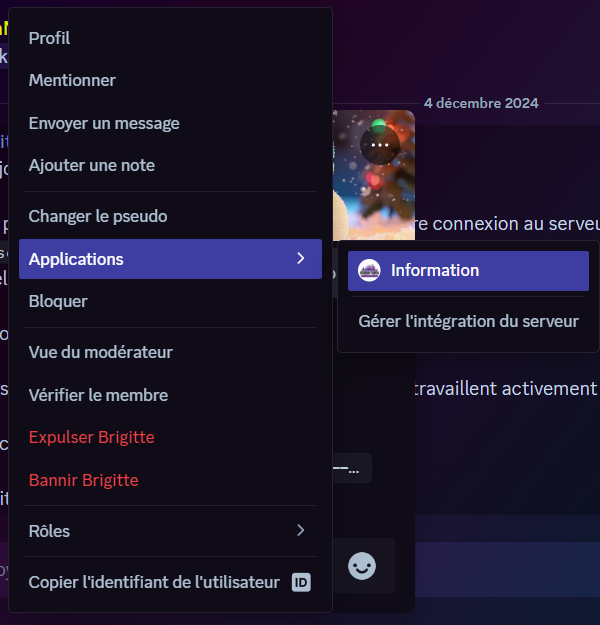 Profil
Mentionner
Envoyer un message
Ajouter une note
Changer le pseudo
Applications
Bloquer
Vue du modérateur
Vérifier le membre
Expulser Brigitte
Bannir Brigitte
Rôles
Copier l'identifiant de l'utilisateur ID
4 décembre 2024
re connexion au serveu
Information
Gérer l'intégration du serveur
travaillent activement